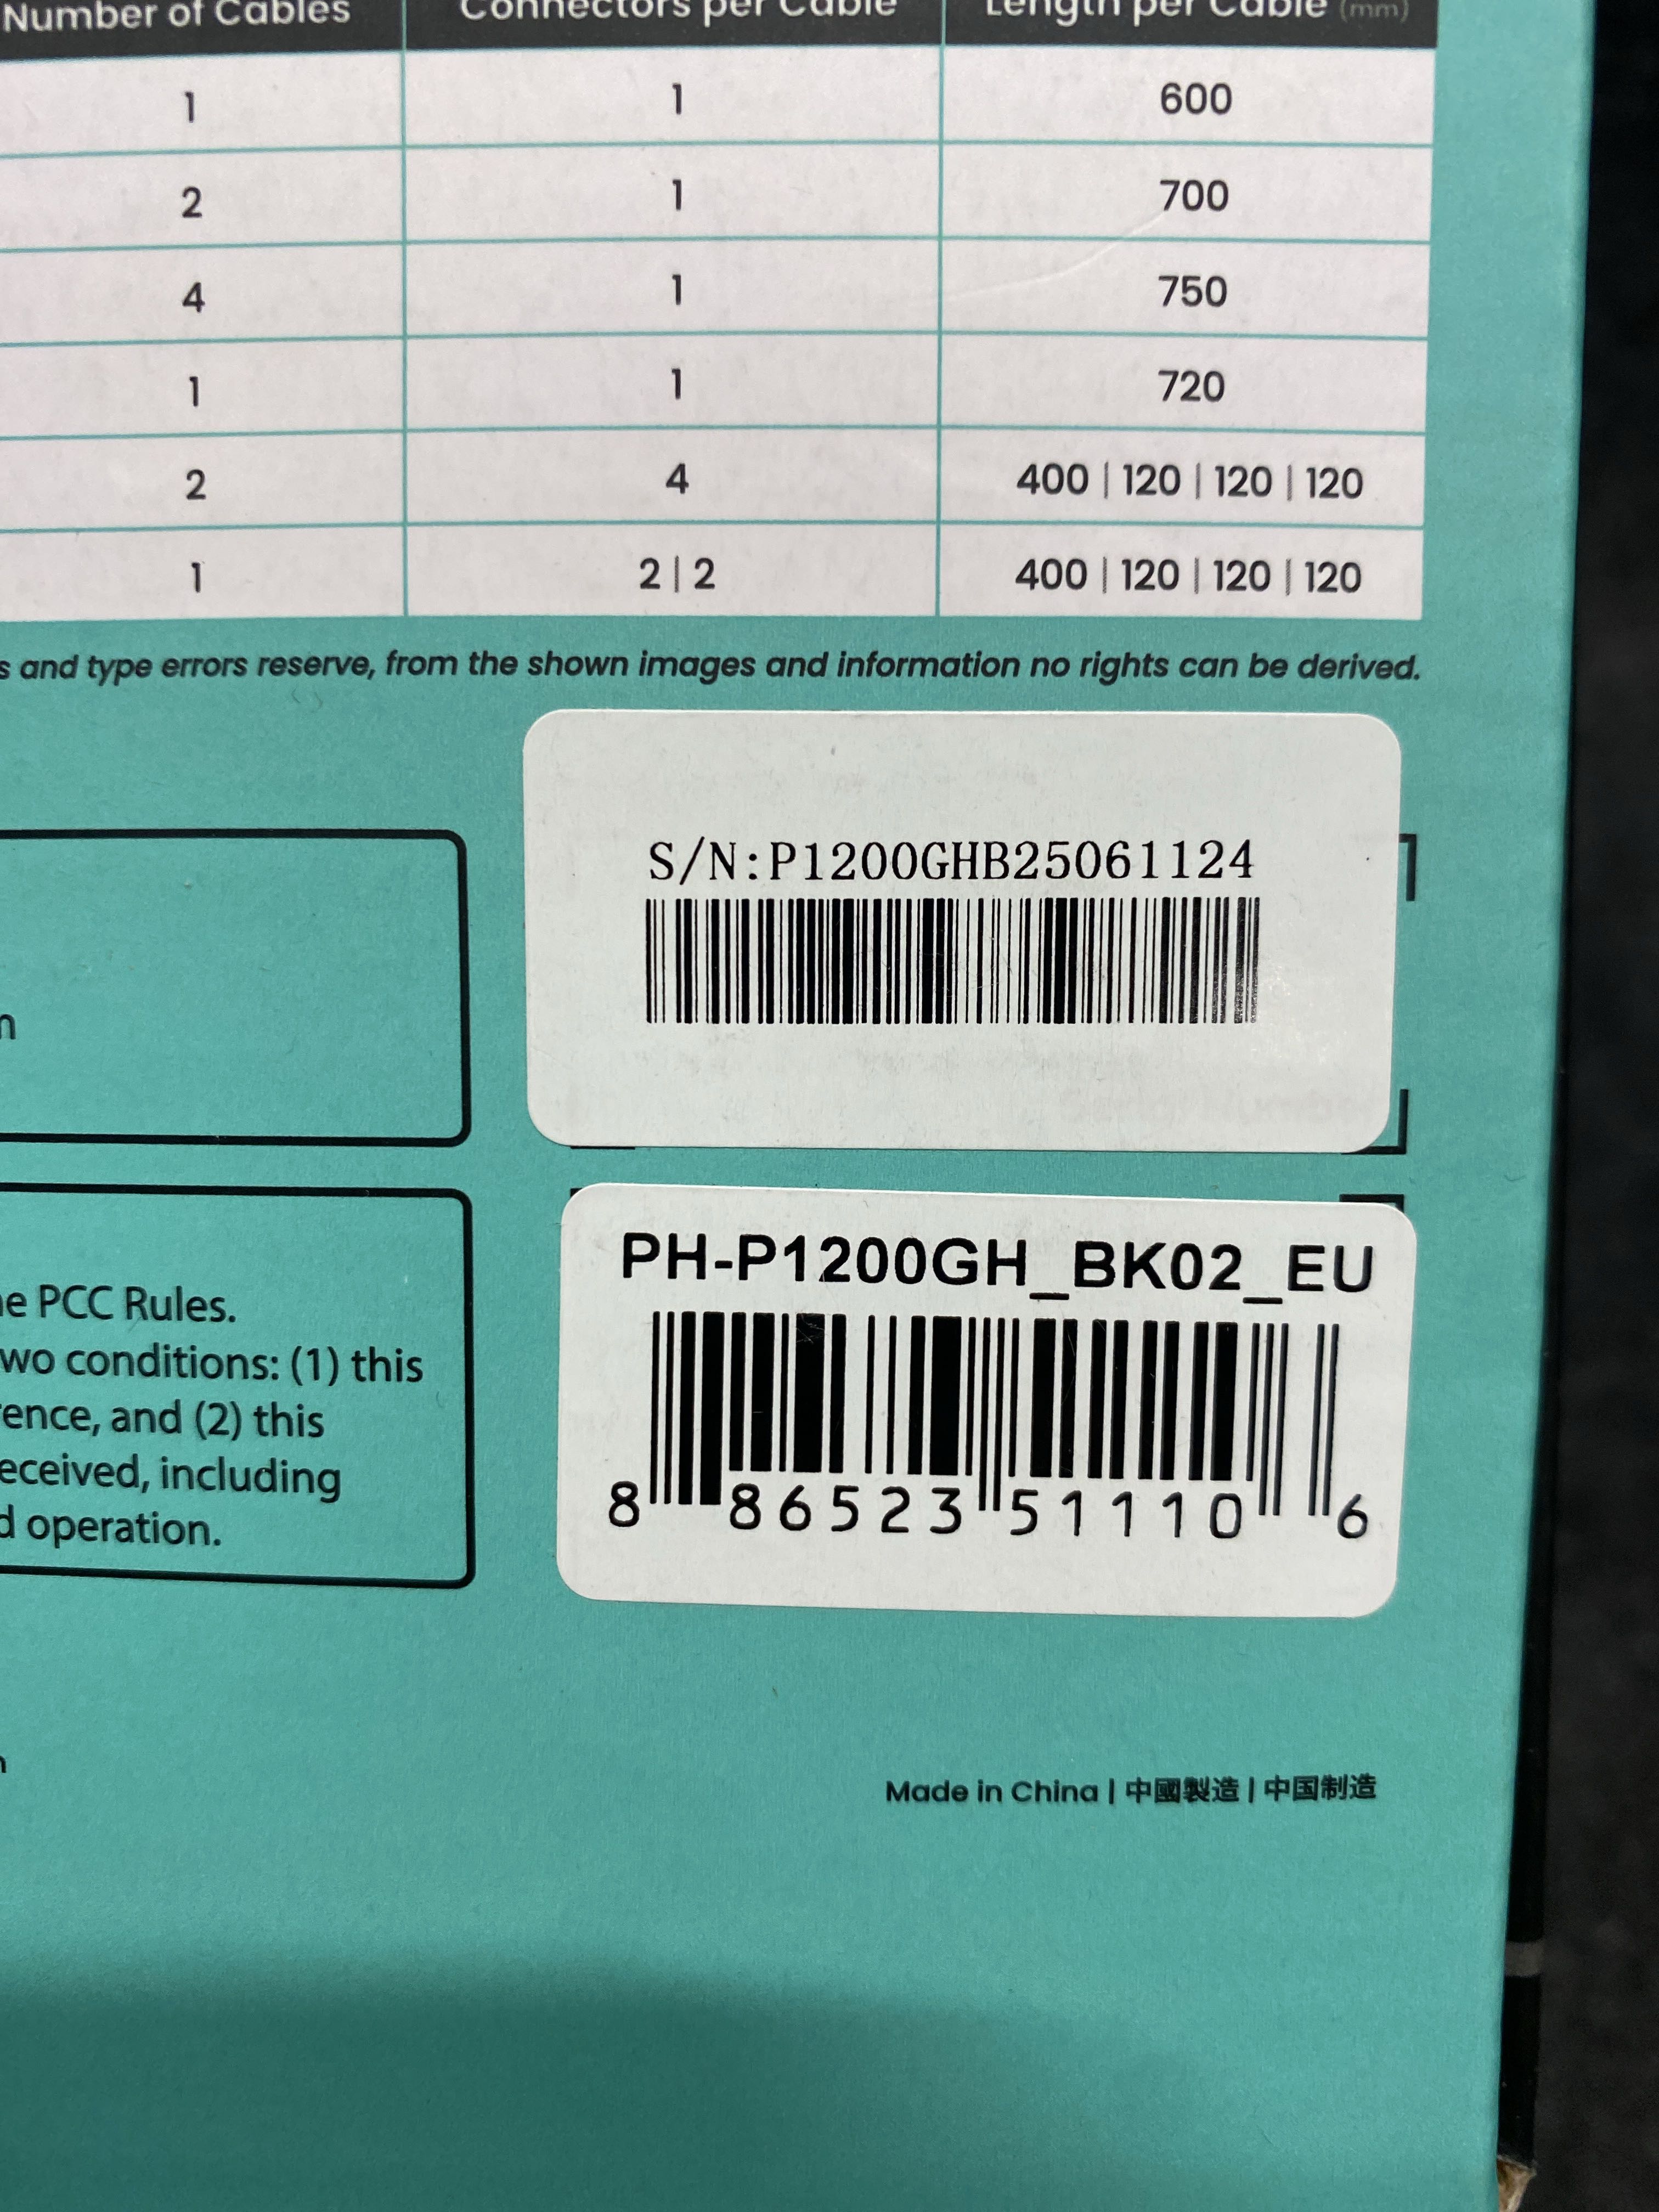 Number of Cables Connectors per Cable Length per Cable (mm)
1 1 600
2 1 700
4 1 750
1 1 720
2 4 400 | 120 | 120 | 120
1 2 | 2 400 | 120 | 120 | 120
and type errors reserve, from the shown images and information no rights can be derived.
S/N:P1200GHB25061124
PH-P1200GH_BK02_EU
8 86523 51110 6
PCC Rules.
conditions: (1) this
and (2) this
including
operation.
Made in China | 中國製造 | 中国制造